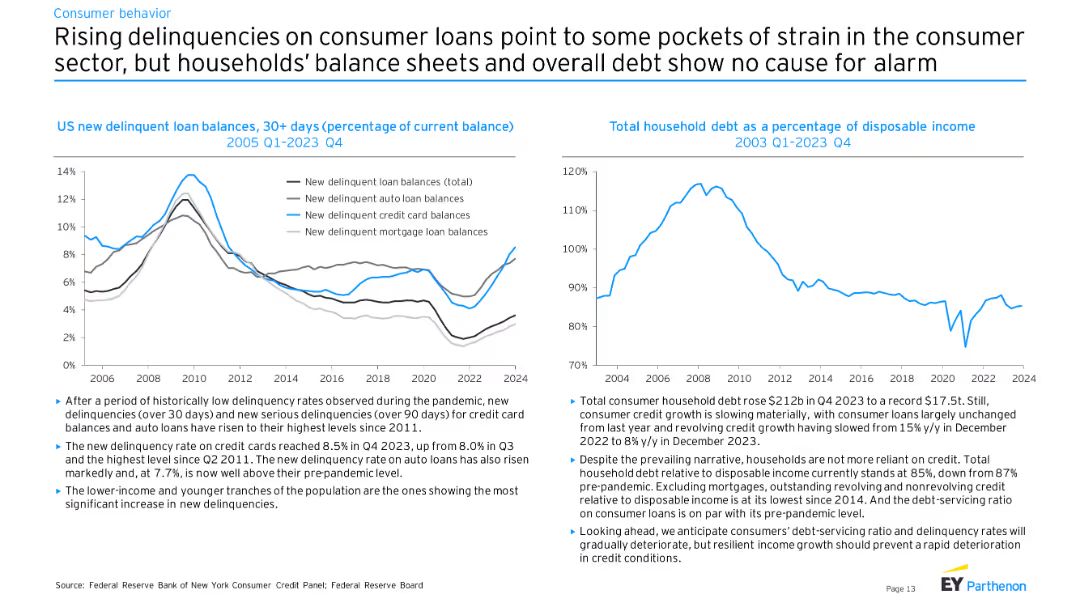 Consumer behavior
Rising delinquencies on consumer loans point to some pockets of strain in the consumer
sector, but households’ balance sheets and overall debt show no cause for alarm
US new delinquent loan balances, 30+ days (percentage of current balance)
2005 Q1–2023 Q4
14%
12%
10%
8%
6%
4%
2%
0%
New delinquent loan balances (total)
New delinquent auto loan balances
New delinquent credit card balances
New delinquent mortgage loan balances
2006 2008 2010 2012 2014 2016 2018 2020 2022 2024
▸ After a period of historically low delinquency rates observed during the pandemic, new
delinquencies (over 30 days) and new serious delinquencies (over 90 days) for credit card
balances and auto loans have risen to their highest levels since 2011.
▸ The new delinquency rate on credit cards reached 8.5% in Q4 2023, up from 8.0% in Q3
and the highest level since Q2 2011. The new delinquency rate on auto loans has also risen
markedly and, at 7.7%, is now well above their pre-pandemic level.
▸ The lower-income and younger tranches of the population are the ones showing the most
significant increase in new delinquencies.
Total household debt as a percentage of disposable income
2003 Q1–2023 Q4
120%
110%
100%
90%
80%
70%
2004 2006 2008 2010 2012 2014 2016 2018 2020 2022 2024
▸ Total consumer household debt rose $212b in Q4 2023 to a record $17.5t. Still,
consumer credit growth is slowing materially, with consumer loans largely unchanged
from last year and revolving credit growth having slowed from 15% y/y in December
2022 to 8% y/y in December 2023.
▸ Despite the prevailing narrative, households are not more reliant on credit. Total
household debt relative to disposable income currently stands at 85%, down from 87%
pre-pandemic. Excluding mortgages, outstanding revolving and nonrevolving credit
relative to disposable income is at its lowest since 2014. And the debt-servicing ratio
on consumer loans is on par with its pre-pandemic level.
▸ Looking ahead, we anticipate consumers’ debt-servicing ratio and delinquency rates will
gradually deteriorate, but resilient income growth should prevent a rapid deterioration
in credit conditions.
Source: Federal Reserve Bank of New York Consumer Credit Panel; Federal Reserve Board
Page 13
EY Parthenon